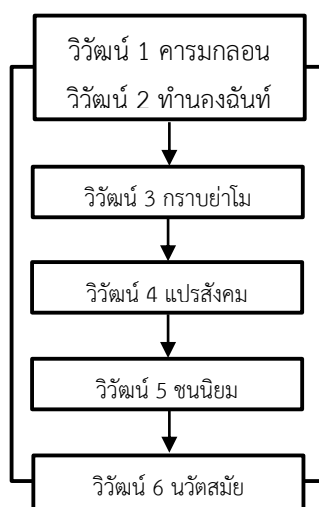 วิวัฒน์ 1 คารมกลอน
วิวัฒน์ 2 ทำนองฉันท์
วิวัฒน์ 3 กราบย่าโม
วิวัฒน์ 4 แปรสังคม
วิวัฒน์ 5 ชนนิยม
วิวัฒน์ 6 นวัตสมัย